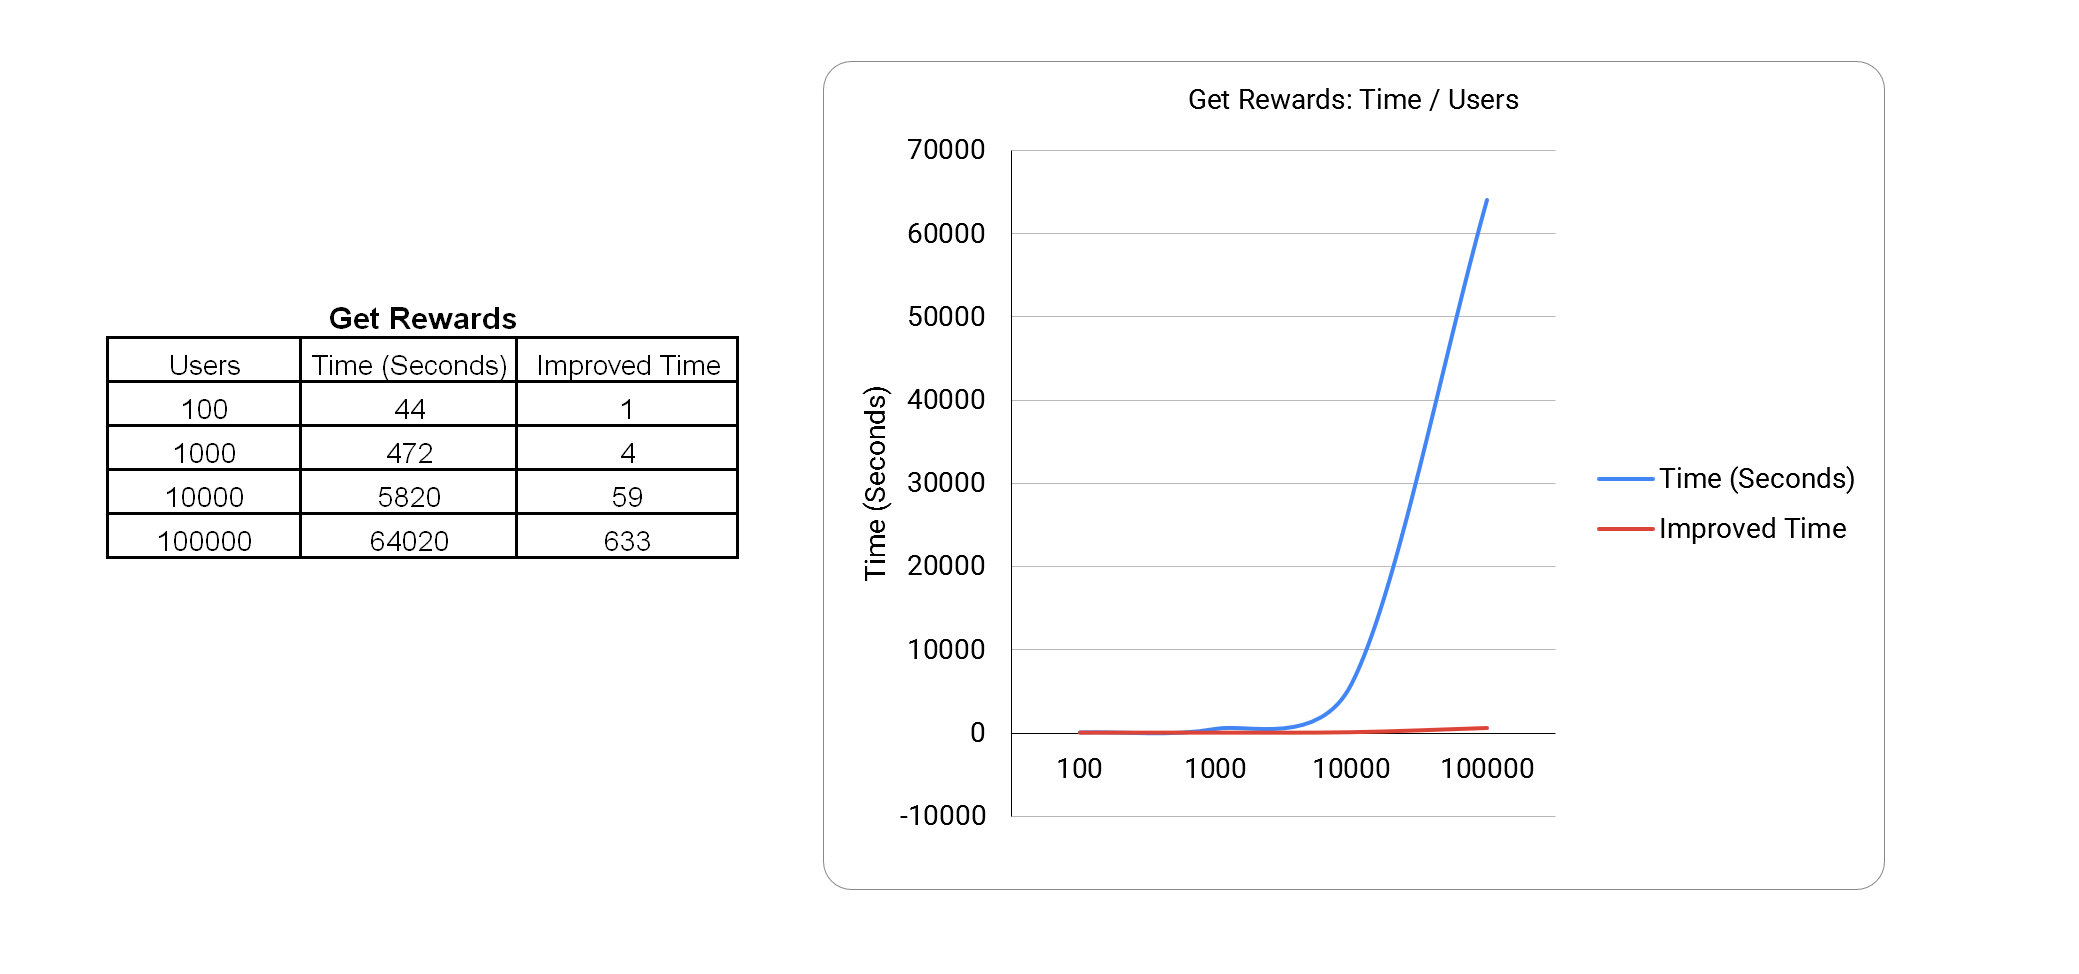 Get Rewards
Users Time (Seconds) Improved Time
100 44 1
1000 472 4
10000 5820 59
100000 64020 633
Get Rewards: Time / Users
Time (Seconds)
70000
60000
50000
40000
30000
20000
10000
0
-10000
100 1000 10000 100000
Time (Seconds)
Improved Time